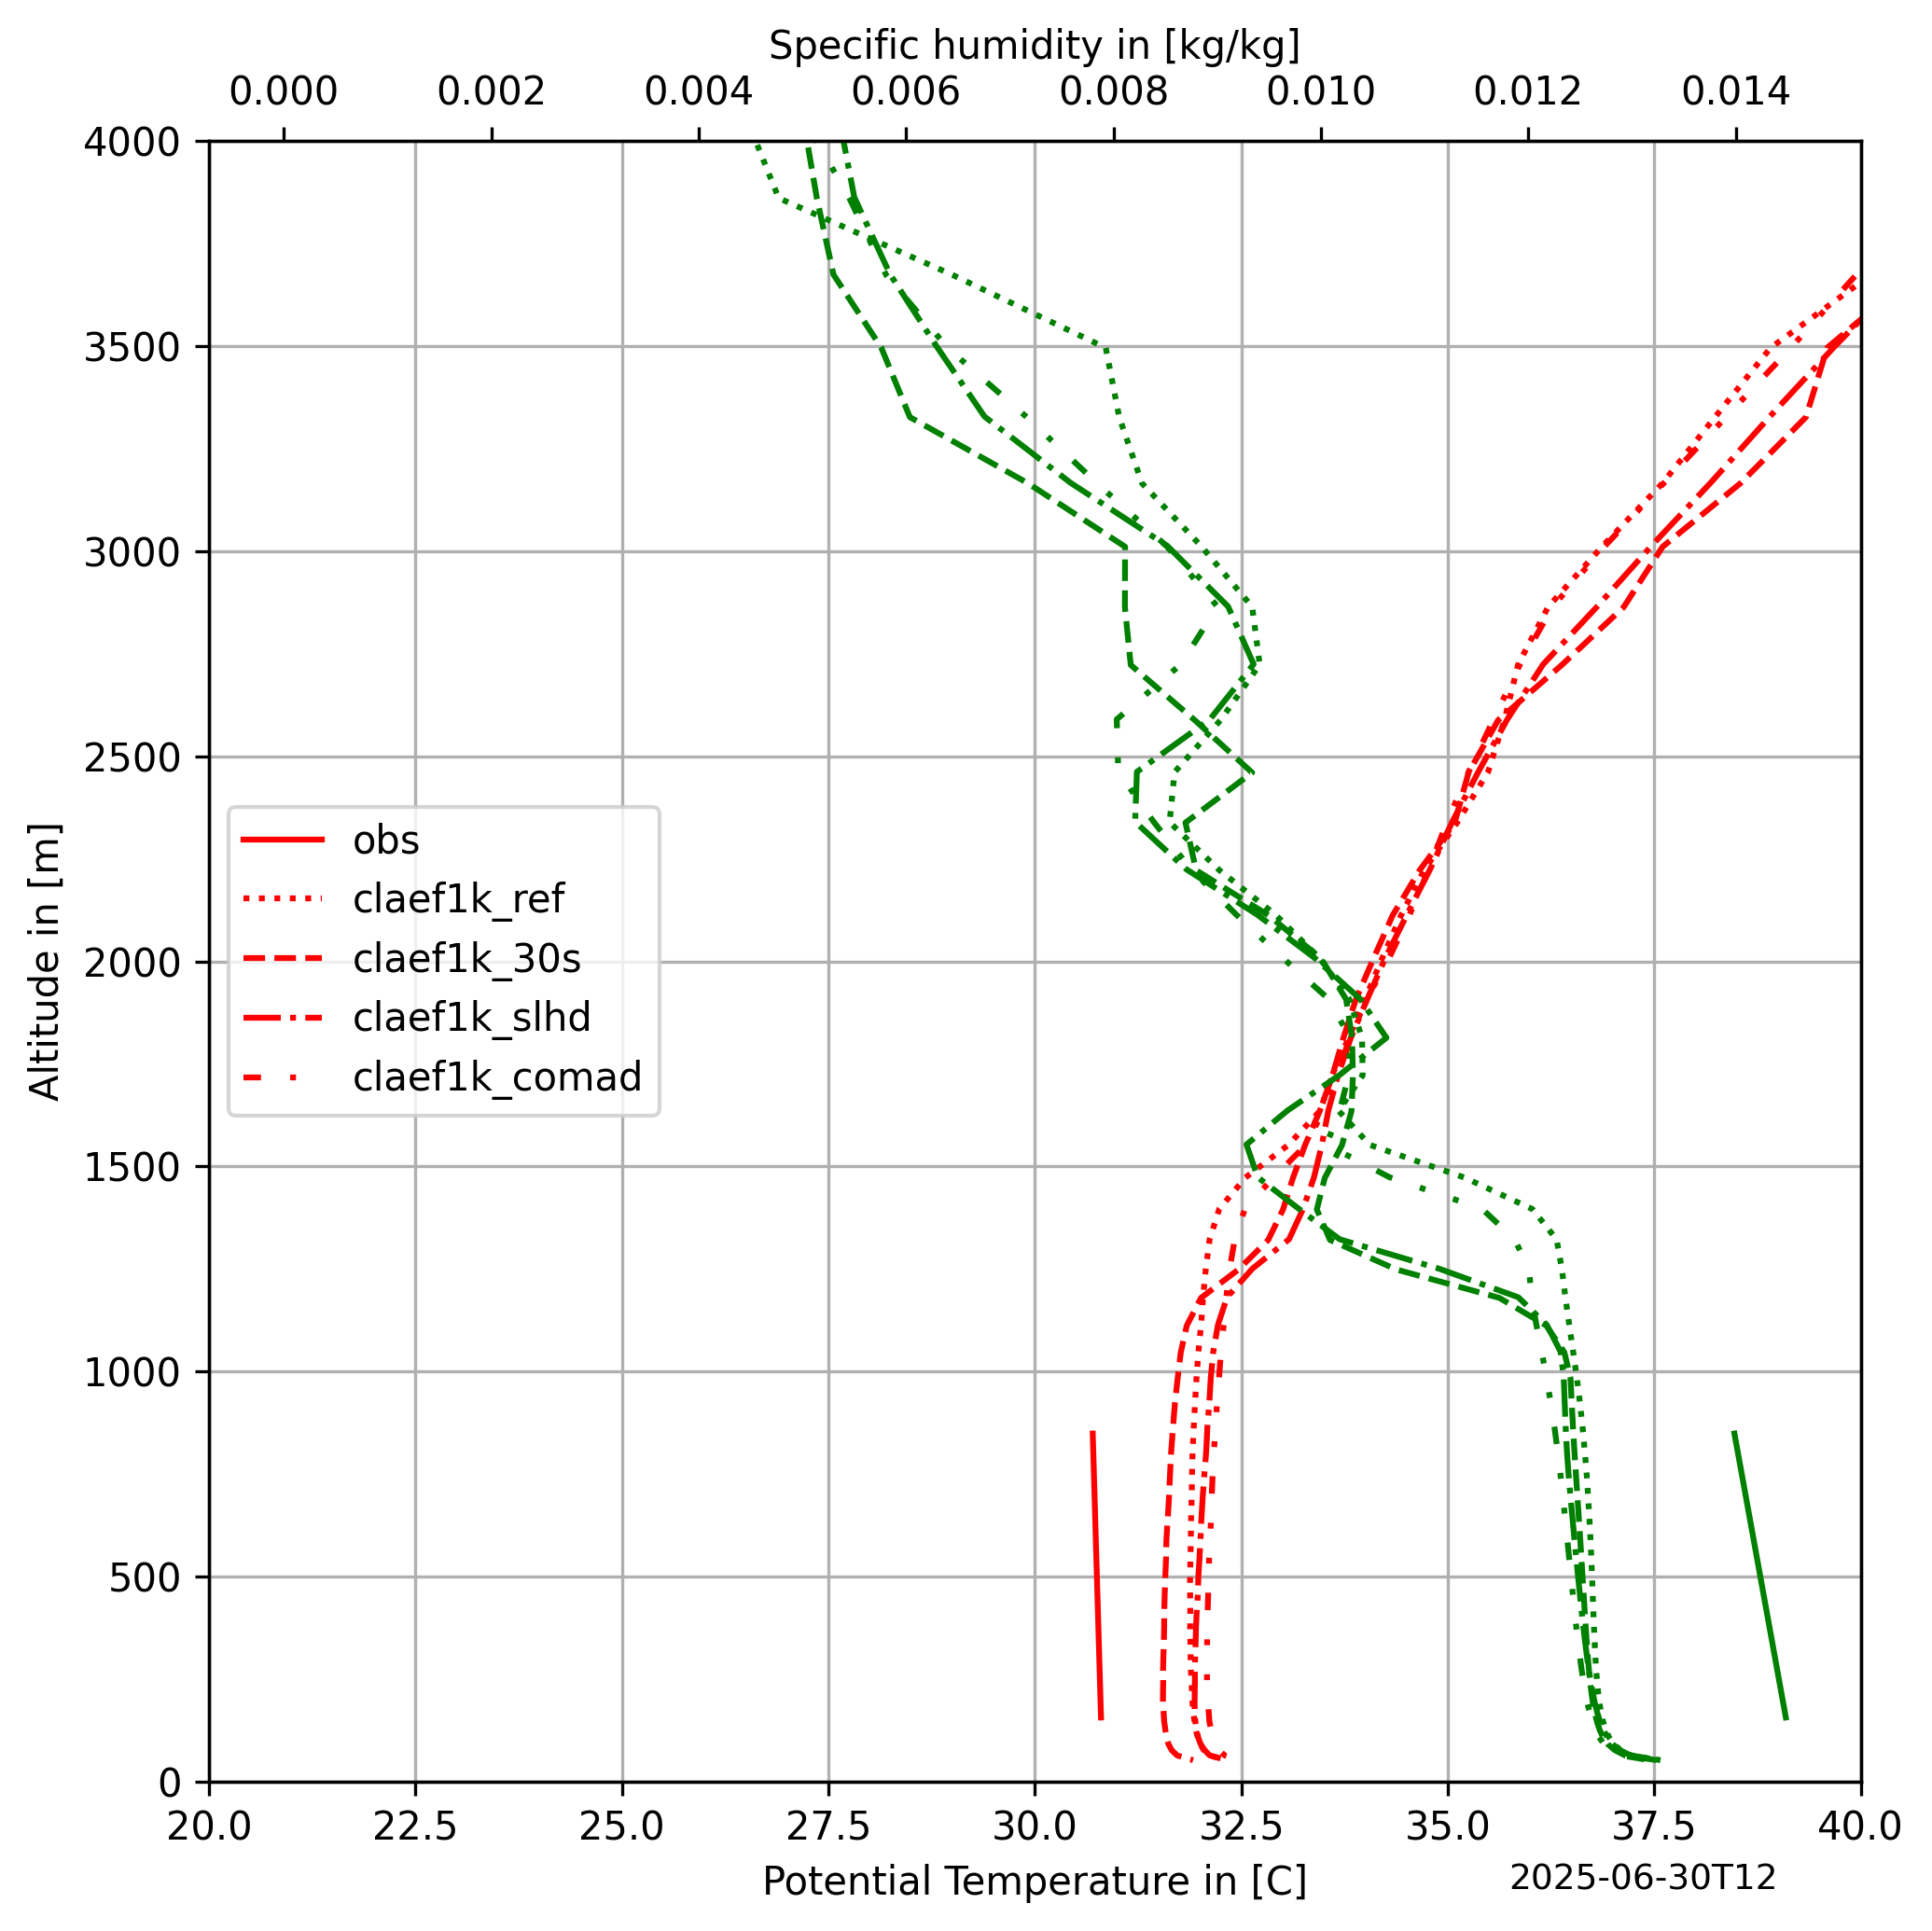 Specific humidity in [kg/kg]
0.000 0.002 0.004 0.006 0.008 0.010 0.012 0.014
4000
3500
3000
2500
2000
1500
1000
500
0
Altitude in [m]
obs
claef1k_ref
claef1k_30s
claef1k_slhd
claef1k_comad
20.0 22.5 25.0 27.5 30.0 32.5 35.0 37.5 40.0
Potential Temperature in [C]
2025-06-30T12